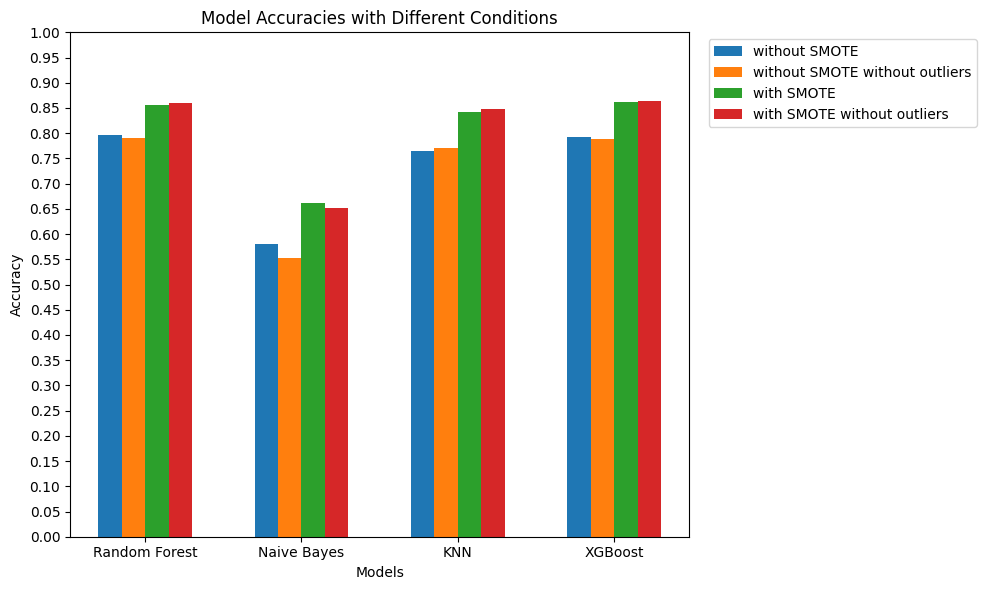 Model Accuracies with Different Conditions
1.00
0.95
0.90
0.85
0.80
0.75
0.70
0.65
0.60
0.55
0.50
0.45
0.40
0.35
0.30
0.25
0.20
0.15
0.10
0.05
0.00
Accuracy
Random Forest
Naive Bayes
KNN
XGBoost
Models
without SMOTE
without SMOTE without outliers
with SMOTE
with SMOTE without outliers